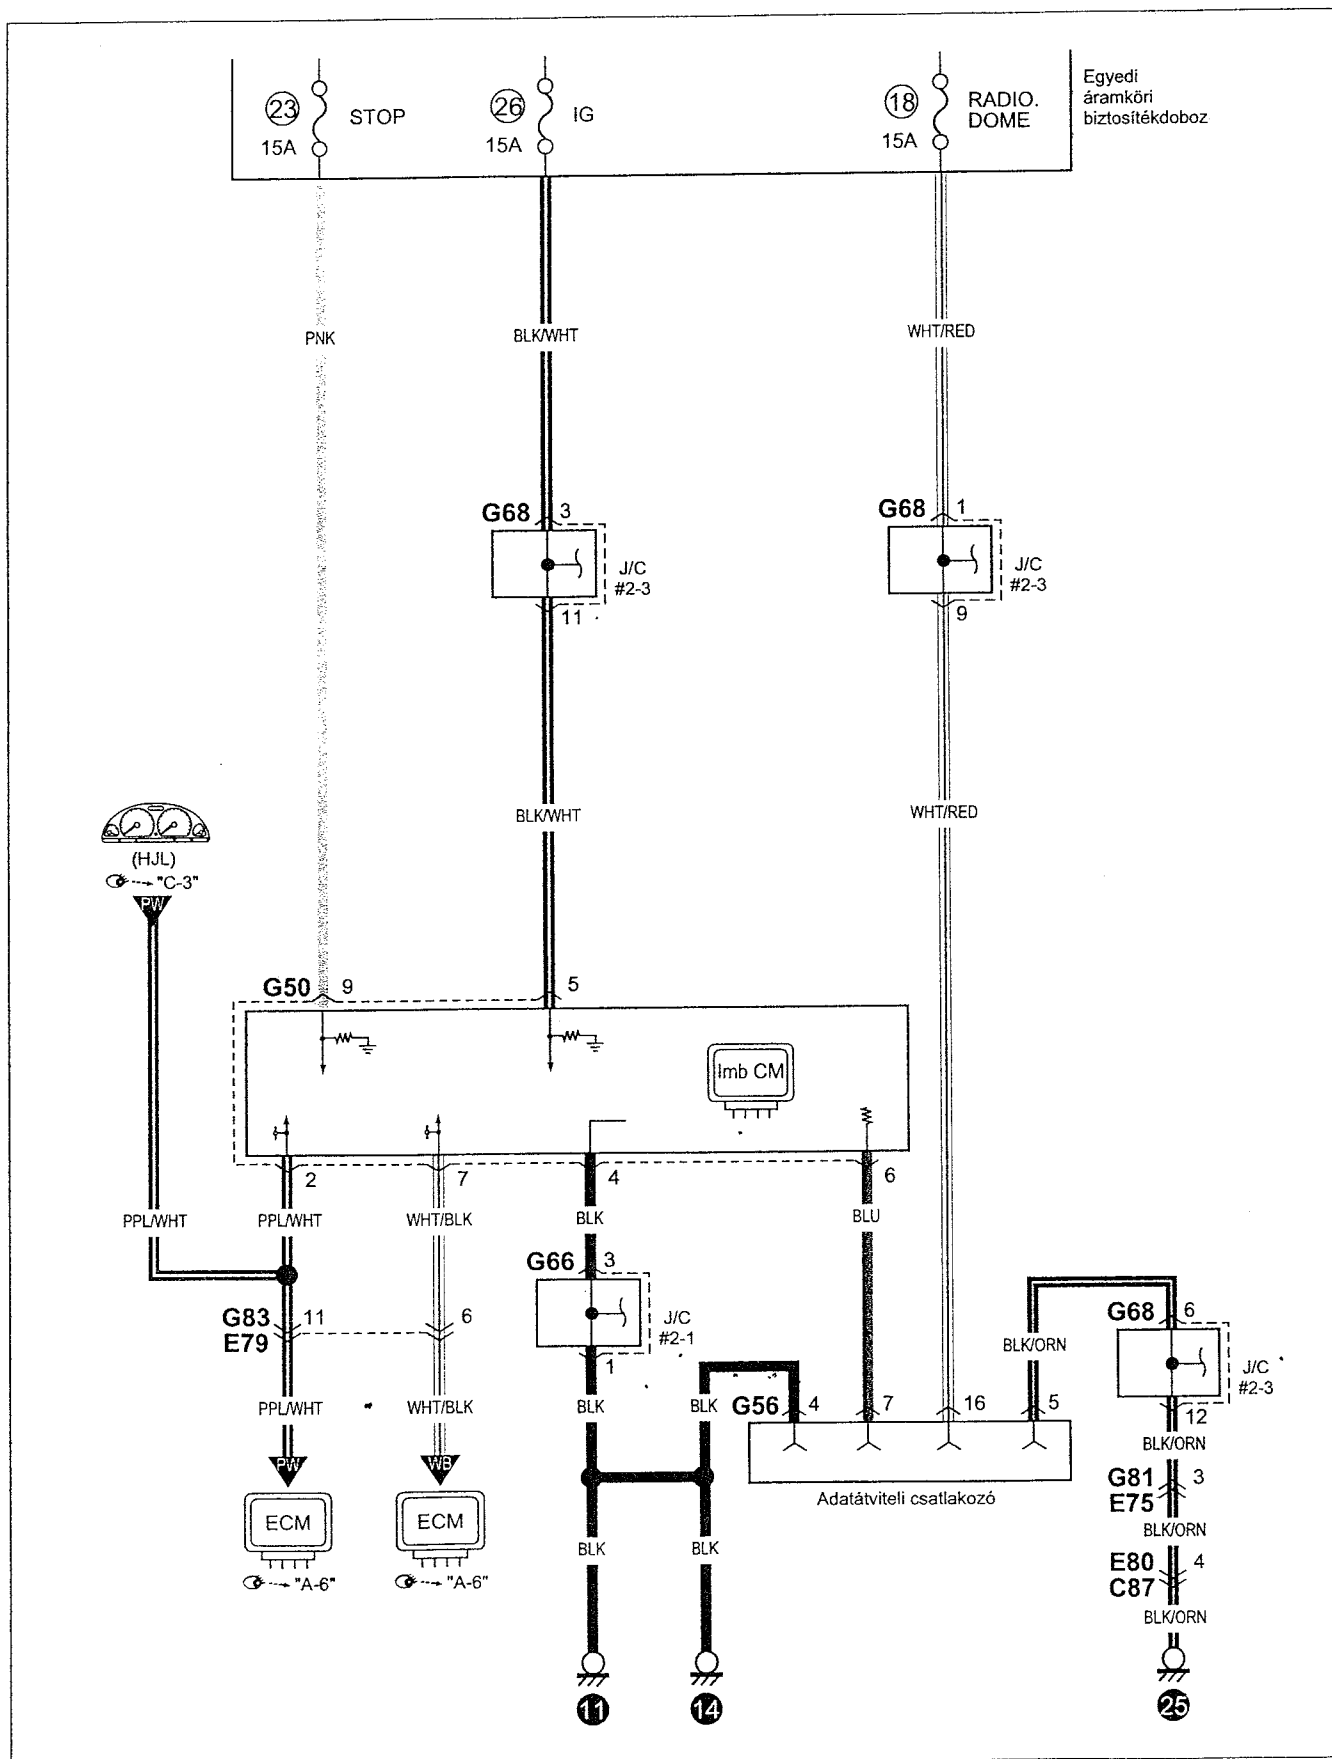 23
15A
STOP
26
15A
IG
18
15A
RADIO.
DOME
Egyedi
áramköri
biztosítékdoboz
PNK
BLK/WHT
WHT/RED
G68 3
J/C
#2-3
11
G68 1
J/C
#2-3
9
BLK/WHT
WHT/RED
(HJL)
"C-3"
PW
G50 9
5
Imb CM
2
7
4
6
PPL/WHT
PPL/WHT
WHT/BLK
BLK
BLU
G66 3
J/C
#2-1
1
G83 11
E79
6
BLK/ORN
G68 6
J/C
#2-3
12
PPL/WHT
WHT/BLK
BLK
BLK
G56 4
7
16
5
BLK/ORN
Adatátviteli csatlakozó
G81 3
E75
BLK/ORN
E80 4
C87
BLK/ORN
PW
WB
ECM
ECM
"A-6"
"A-6"
BLK
BLK
11
14
25